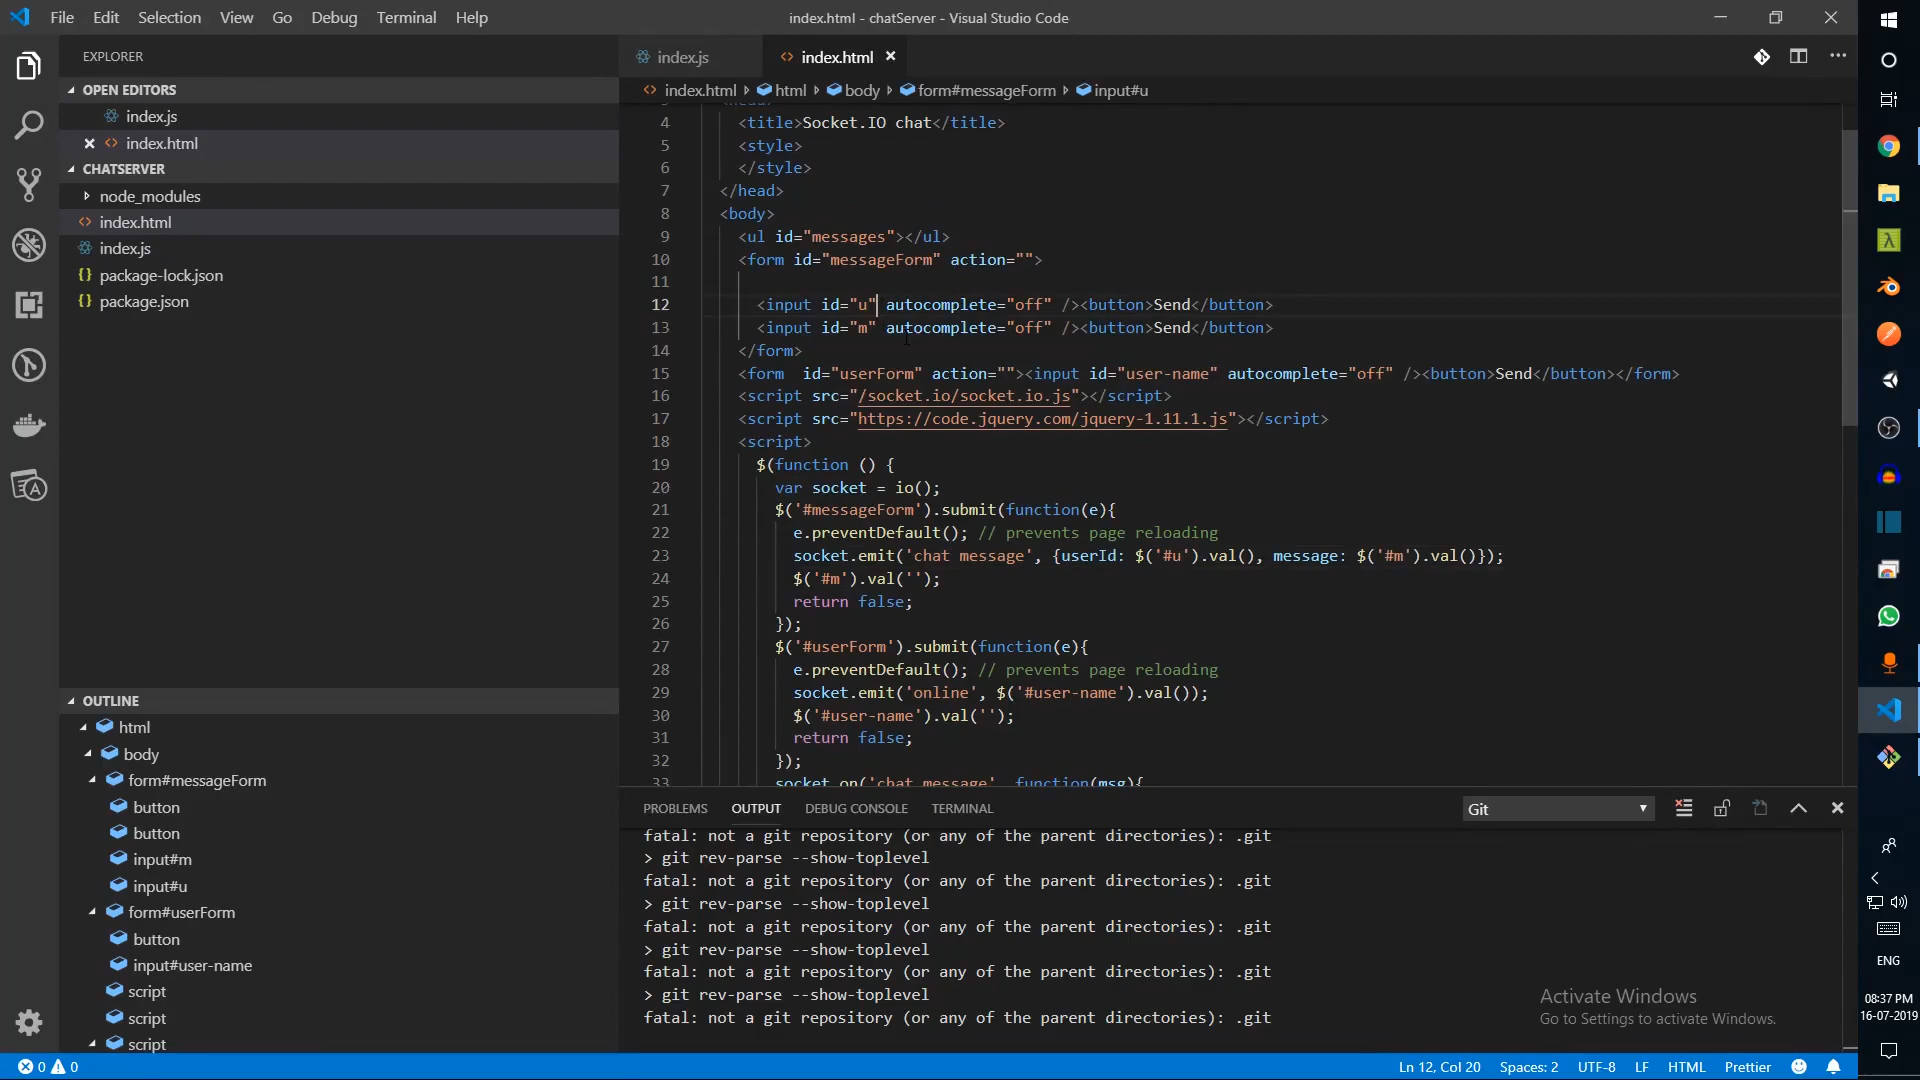 File Edit Selection View Go Debug Terminal Help
index.html - chatServer - Visual Studio Code
EXPLORER
OPEN EDITORS
index.js
index.html
CHATSERVER
node_modules
index.html
index.js
package-lock.json
package.json
OUTLINE
html
body
form#messageForm
button
button
input#m
input#u
form#userForm
button
input#user-name
script
script
script
index.js index.html
index.html html body form#messageForm input#u
4 <title>Socket.IO chat</title>
5 <style>
6 </style>
7 </head>
8 <body>
9 <ul id="messages"></ul>
10 <form id="messageForm" action="">
11
12 <input id="u" autocomplete="off" /><button>Send</button>
13 <input id="m" autocomplete="off" /><button>Send</button>
14 </form>
15 <form  id="userForm" action=""><input id="user-name" autocomplete="off" /><button>Send</button></form>
16 <script src="/socket.io/socket.io.js"></script>
17 <script src="https://code.jquery.com/jquery-1.11.1.js"></script>
18 <script>
19 $(function () {
20 var socket = io();
21 $('#messageForm').submit(function(e){
22 e.preventDefault(); // prevents page reloading
23 socket.emit('chat message', {userId: $('#u').val(), message: $('#m').val()});
24 $('#m').val('');
25 return false;
26 });
27 $('#userForm').submit(function(e){
28 e.preventDefault(); // prevents page reloading
29 socket.emit('online', $('#user-name').val());
30 $('#user-name').val('');
31 return false;
32 });
33 socket.on('chat message', function(msg){
PROBLEMS OUTPUT DEBUG CONSOLE TERMINAL
Git
fatal: not a git repository (or any of the parent directories): .git
> git rev-parse --show-toplevel
fatal: not a git repository (or any of the parent directories): .git
> git rev-parse --show-toplevel
fatal: not a git repository (or any of the parent directories): .git
> git rev-parse --show-toplevel
fatal: not a git repository (or any of the parent directories): .git
> git rev-parse --show-toplevel
fatal: not a git repository (or any of the parent directories): .git
Activate Windows
Go to Settings to activate Windows.
0 0
Ln 12, Col 20 Spaces: 2 UTF-8 LF HTML Prettier
ENG
08:37 PM
16-07-2019